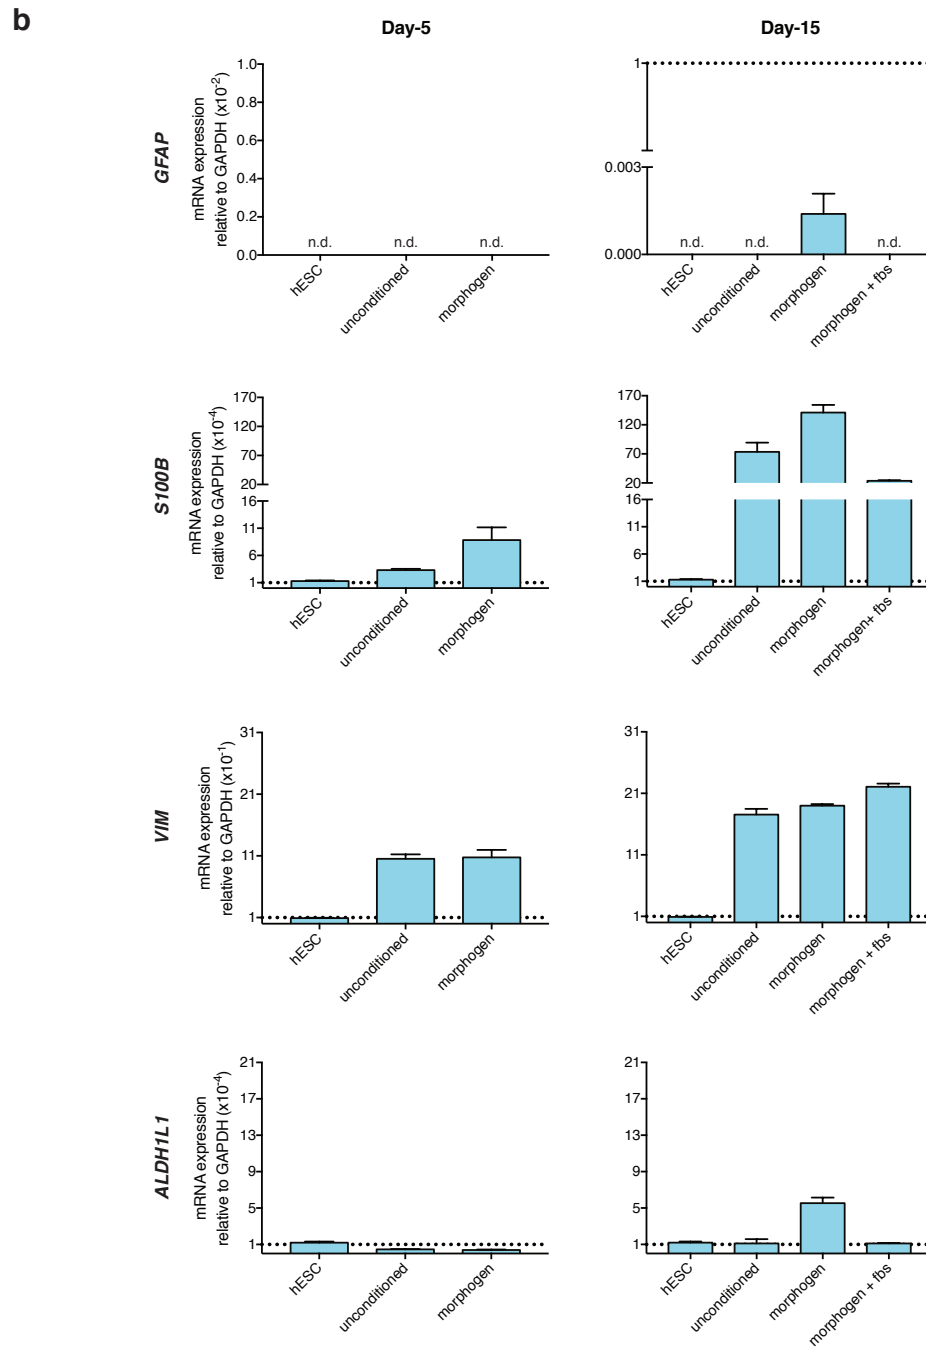 b
Day-5
Day-15
GFAP
mRNA expression
relative to GAPDH (x10-2)
1.0
0.8
0.6
0.4
0.2
0.0
n.d.
n.d.
n.d.
hESC
unconditioned
morphogen
1
0.003
0.000
n.d.
n.d.
n.d.
hESC
unconditioned
morphogen
morphogen + fbs
S100B
mRNA expression
relative to GAPDH (x10-4)
170
120
70
20
16
11
6
1
hESC
unconditioned
morphogen
170
120
70
20
16
11
6
1
hESC
unconditioned
morphogen
morphogen+ fbs
VIM
mRNA expression
relative to GAPDH (x10-1)
31
21
11
1
hESC
unconditioned
morphogen
31
21
11
1
hESC
unconditioned
morphogen
morphogen + fbs
ALDH1L1
mRNA expression
relative to GAPDH (x10-4)
21
17
13
9
5
1
hESC
unconditioned
morphogen
21
17
13
9
5
1
hESC
unconditioned
morphogen
morphogen + fbs